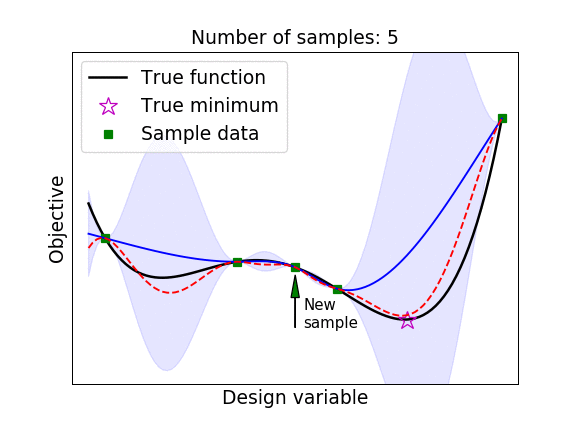 Number of samples: 5
True function
True minimum
Sample data
Objective
New
sample
Design variable